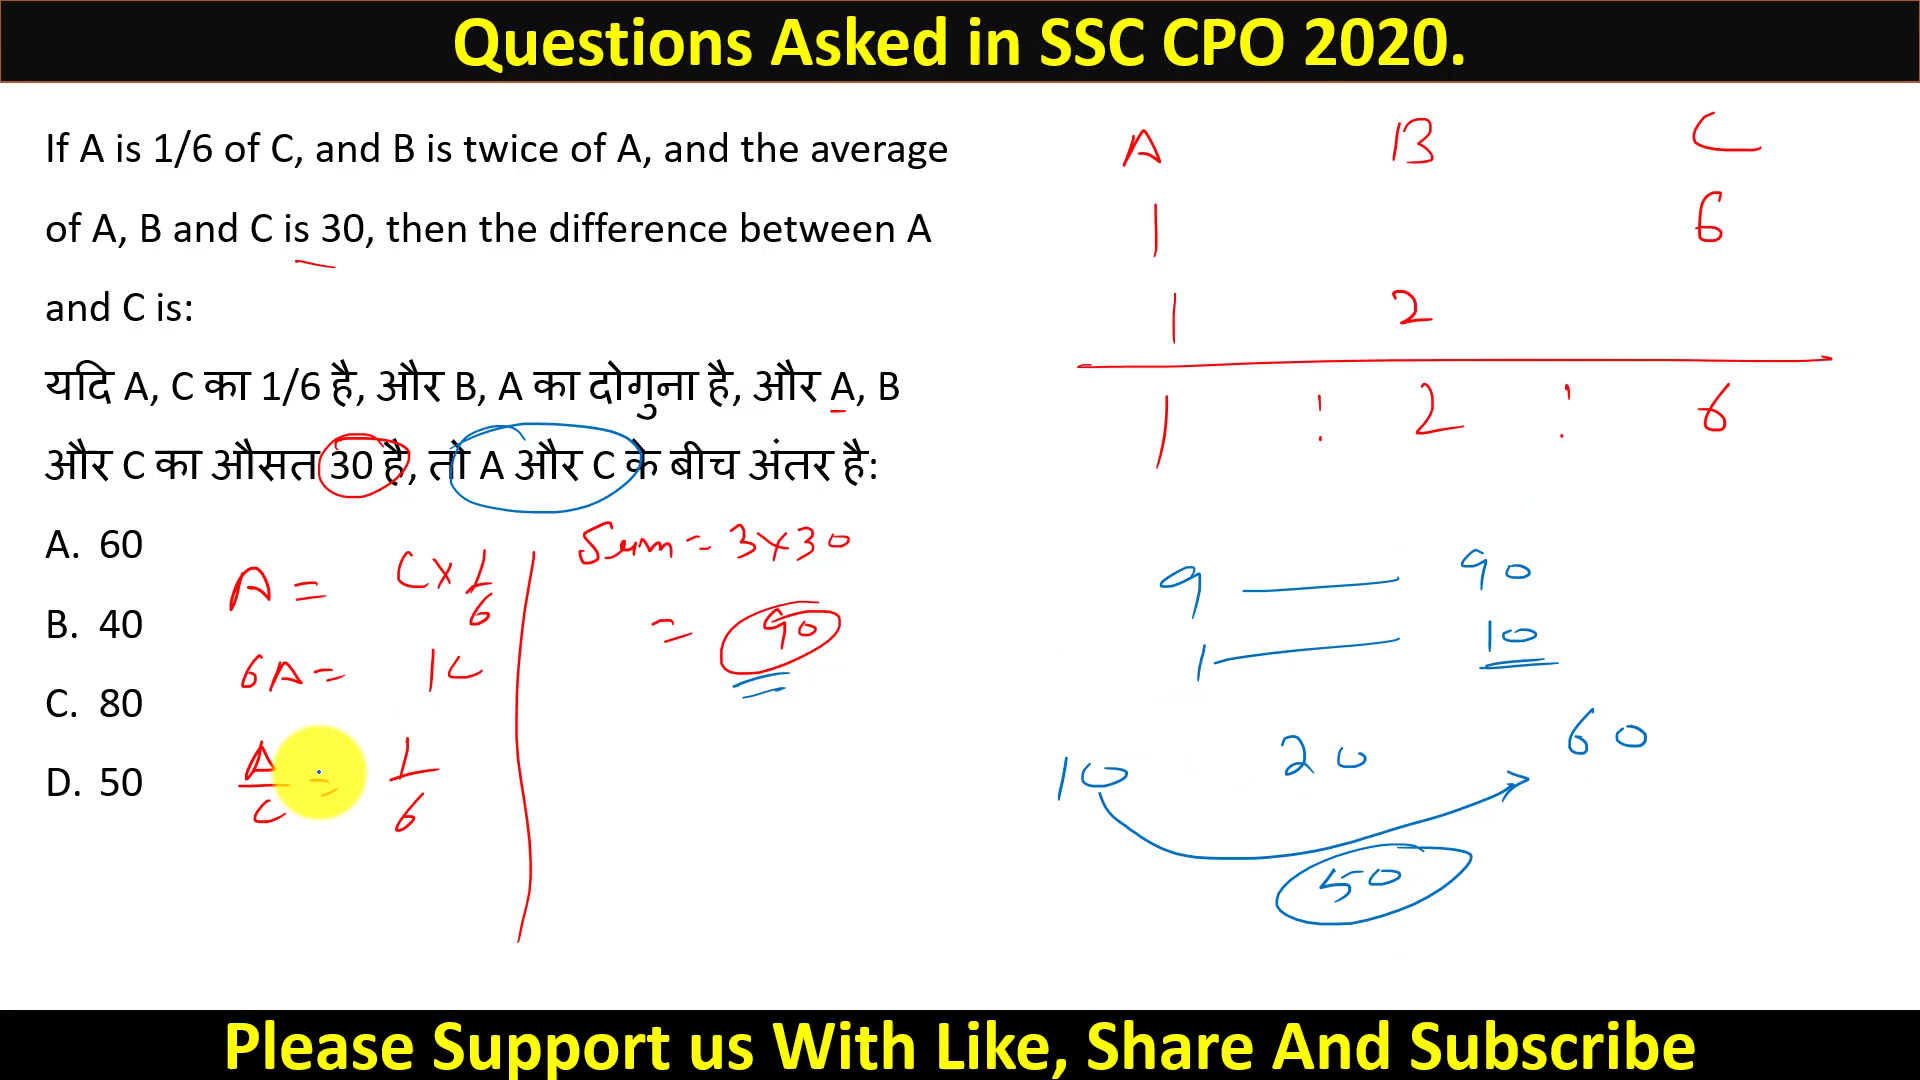 Questions Asked in SSC CPO 2020.
If A is 1/6 of C, and B is twice of A, and the average
of A, B and C is 30, then the difference between A
and C is:
यदि A, C का 1/6 है, और B, A का दोगुना है, और A, B
और C का औसत 30 है, तो A और C के बीच अंतर है:
A. 60
B. 40
C. 80
D. 50
A = C × 1/6
6A = 1C
A/C = 1/6
Sum = 3×30
= 90
A B C
1 6
1 2
1 : 2 : 6
9 90
1 10
10 20 60
50
Please Support us With Like, Share And Subscribe